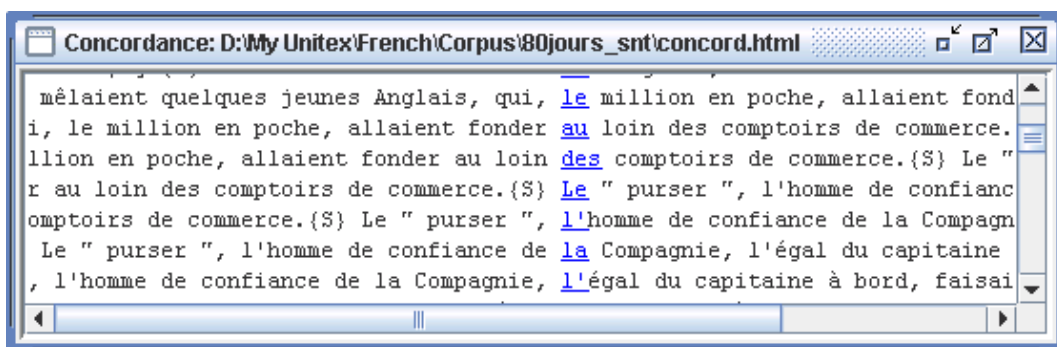 Concordance: D:\My Unitex\French\Corpus\80jours_snt\concord.html
mêlaient quelques jeunes Anglais, qui, le million en poche, allaient fond
i, le million en poche, allaient fonder au loin des comptoirs de commerce.
llion en poche, allaient fonder au loin des comptoirs de commerce.{S} Le "
r au loin des comptoirs de commerce.{S} Le " purser ", l'homme de confianc
omptoirs de commerce.{S} Le " purser ", l'homme de confiance de la Compagn
Le " purser ", l'homme de confiance de la Compagnie, l'égal du capitaine
, l'homme de confiance de la Compagnie, l'égal du capitaine à bord, faisai